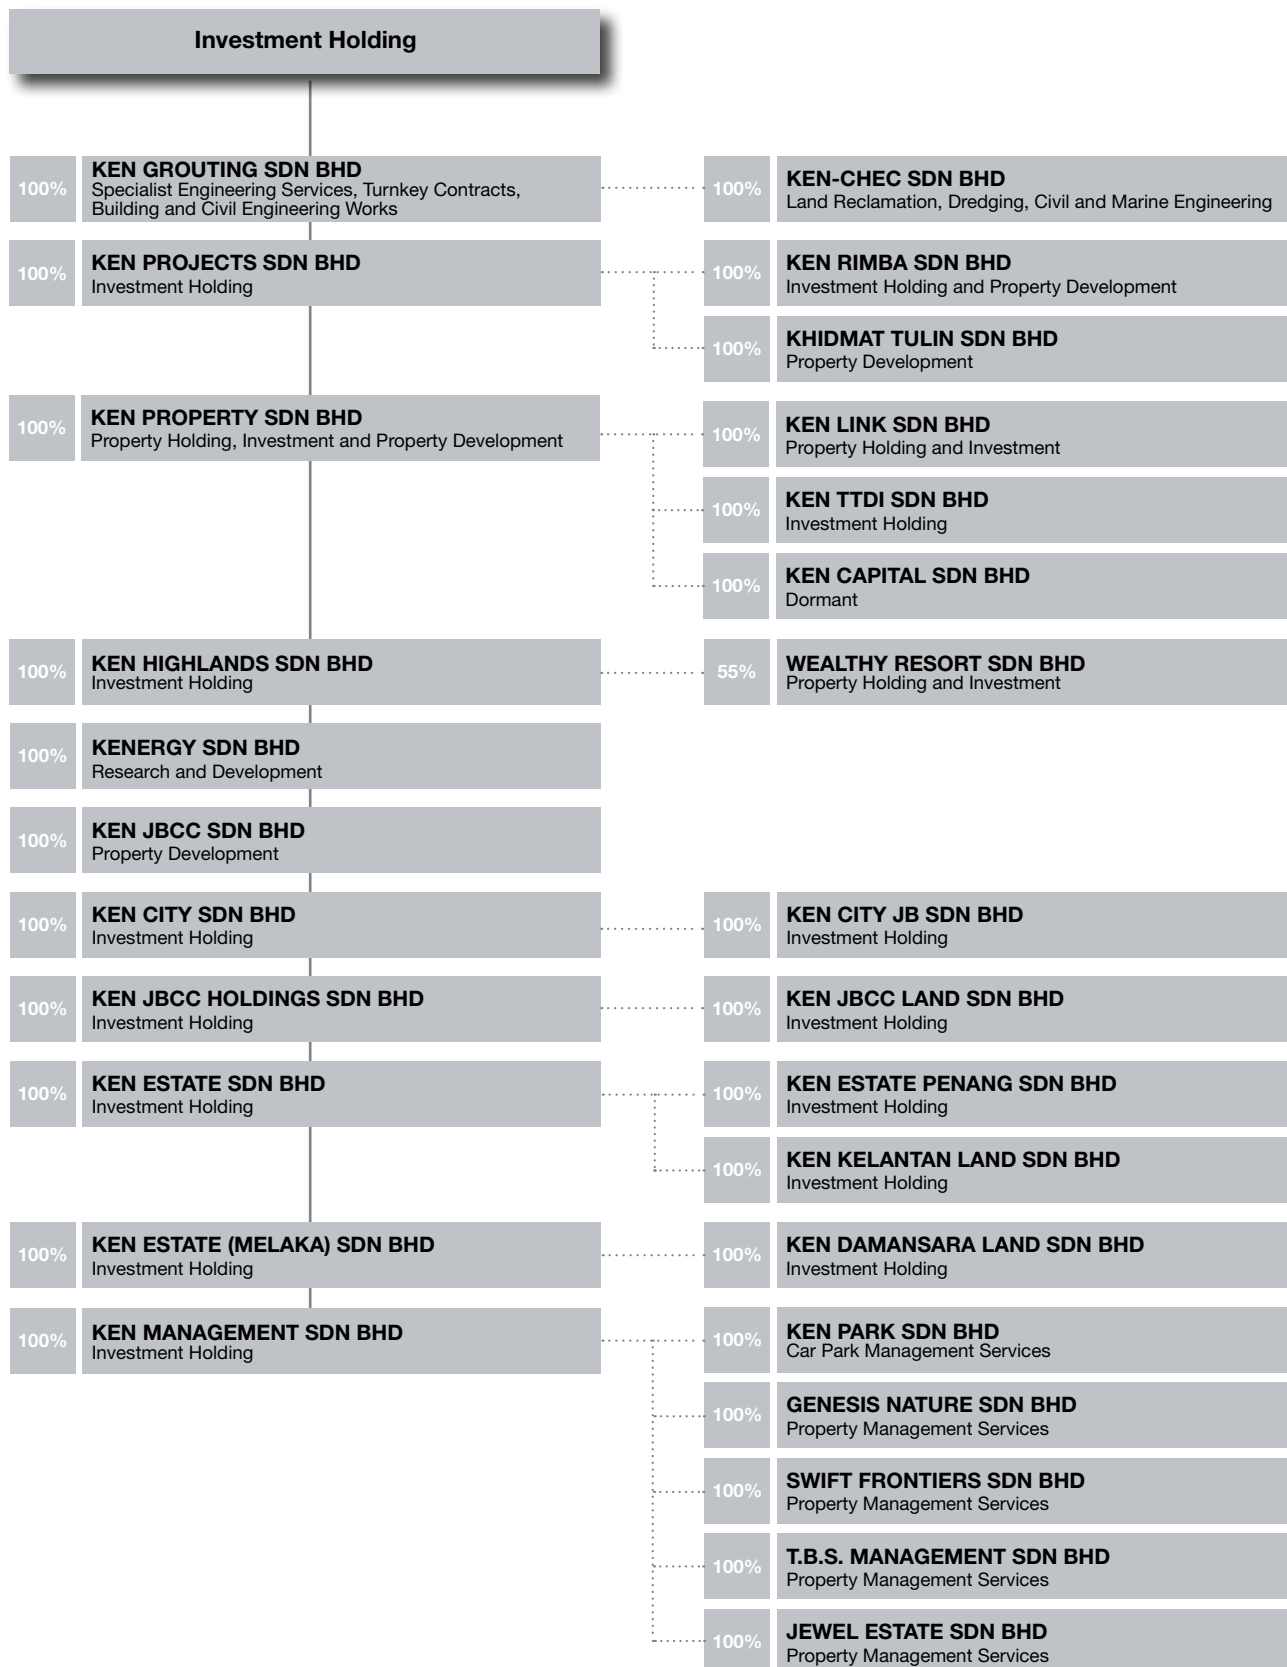 Investment Holding
100%
KEN GROUTING SDN BHD
Specialist Engineering Services, Turnkey Contracts,
Building and Civil Engineering Works
100%
KEN-CHEC SDN BHD
Land Reclamation, Dredging, Civil and Marine Engineering
100%
KEN PROJECTS SDN BHD
Investment Holding
100%
KEN RIMBA SDN BHD
Investment Holding and Property Development
100%
KHIDMAT TULIN SDN BHD
Property Development
100%
KEN PROPERTY SDN BHD
Property Holding, Investment and Property Development
100%
KEN LINK SDN BHD
Property Holding and Investment
100%
KEN TTDI SDN BHD
Investment Holding
100%
KEN CAPITAL SDN BHD
Dormant
100%
KEN HIGHLANDS SDN BHD
Investment Holding
55%
WEALTHY RESORT SDN BHD
Property Holding and Investment
100%
KENERGY SDN BHD
Research and Development
100%
KEN JBCC SDN BHD
Property Development
100%
KEN CITY SDN BHD
Investment Holding
100%
KEN CITY JB SDN BHD
Investment Holding
100%
KEN JBCC HOLDINGS SDN BHD
Investment Holding
100%
KEN JBCC LAND SDN BHD
Investment Holding
100%
KEN ESTATE SDN BHD
Investment Holding
100%
KEN ESTATE PENANG SDN BHD
Investment Holding
100%
KEN KELANTAN LAND SDN BHD
Investment Holding
100%
KEN ESTATE (MELAKA) SDN BHD
Investment Holding
100%
KEN DAMANSARA LAND SDN BHD
Investment Holding
100%
KEN MANAGEMENT SDN BHD
Investment Holding
100%
KEN PARK SDN BHD
Car Park Management Services
100%
GENESIS NATURE SDN BHD
Property Management Services
100%
SWIFT FRONTIERS SDN BHD
Property Management Services
100%
T.B.S. MANAGEMENT SDN BHD
Property Management Services
100%
JEWEL ESTATE SDN BHD
Property Management Services